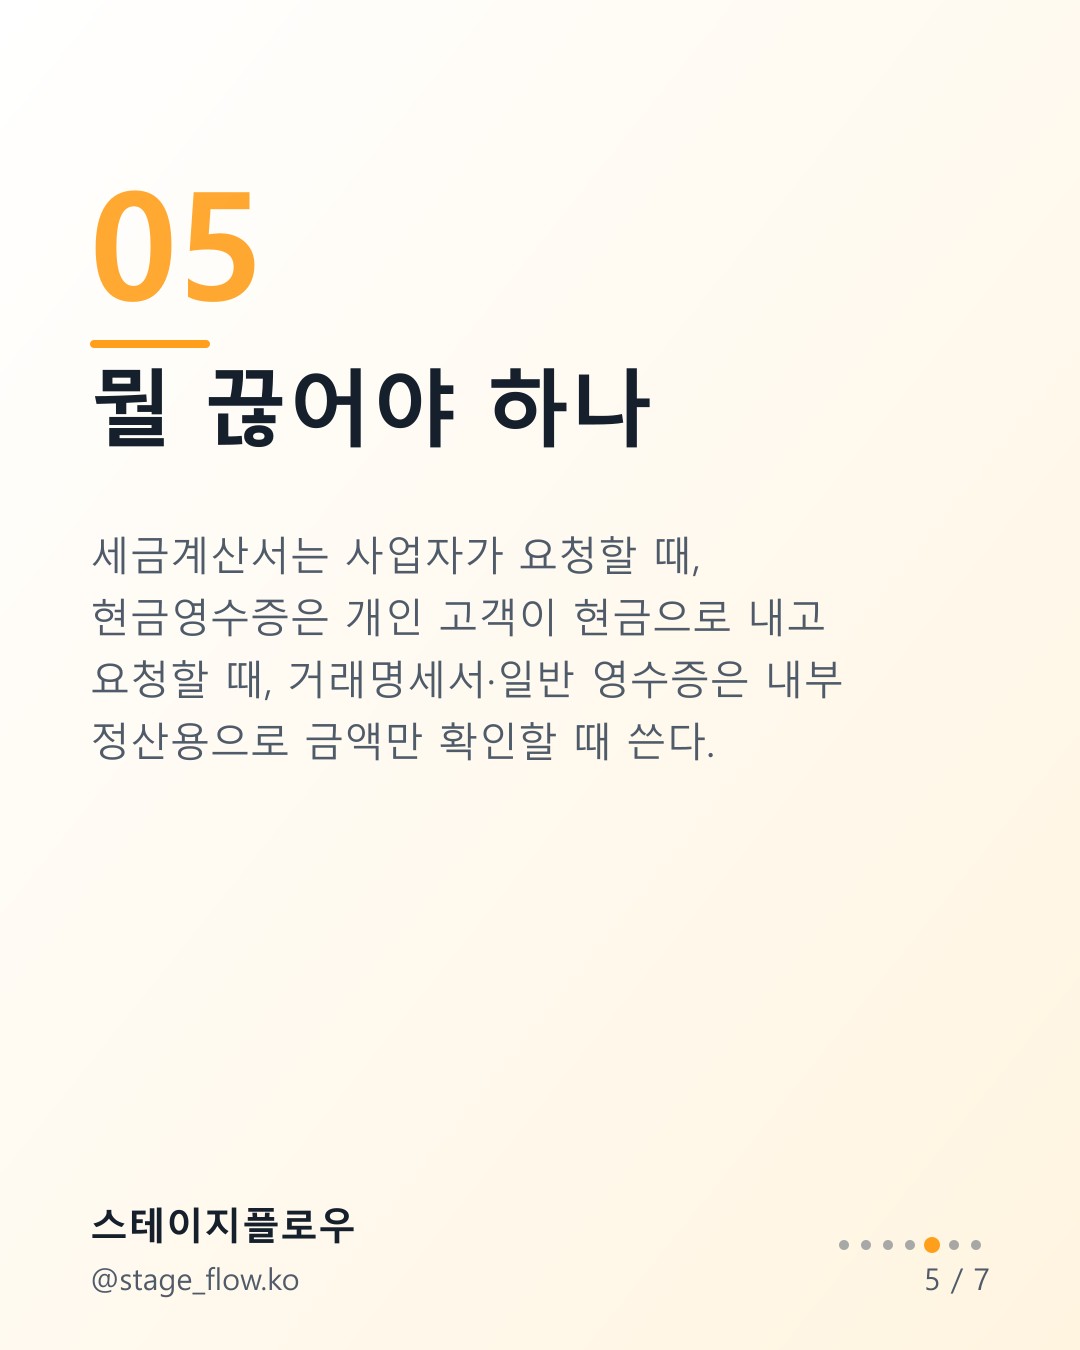 05
뭘 끊어야 하나
세금계산서는 사업자가 요청할 때,
현금영수증은 개인 고객이 현금으로 내고
요청할 때, 거래명세서·일반 영수증은 내부
정산용으로 금액만 확인할 때 쓴다.
스테이지플로우
@stage_flow.ko
5 / 7